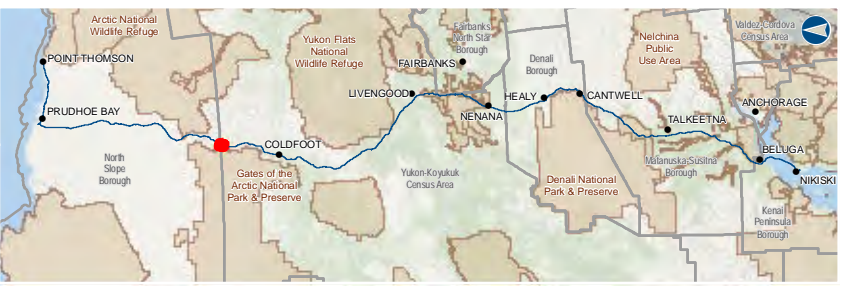 Arctic National
Wildlife Refuge
POINT THOMSON
PRUDHOE BAY
North
Slope
Borough
COLDFOOT
Gates of the
Arctic National
Park & Preserve
Yukon Flats
National
Wildlife Refuge
LIVENGOOD
FAIRBANKS
Fairbanks
North Star
Borough
NENANA
Yukon-Koyukuk
Census Area
Denali
Borough
HEALY
CANTWELL
Denali National
Park & Preserve
Nelchina
Public
Use Area
TALKEETNA
Matanuska-Susitna
Borough
Valdez-Cordova
Census Area
ANCHORAGE
BELUGA
NIKISKI
Kenai
Peninsula
Borough